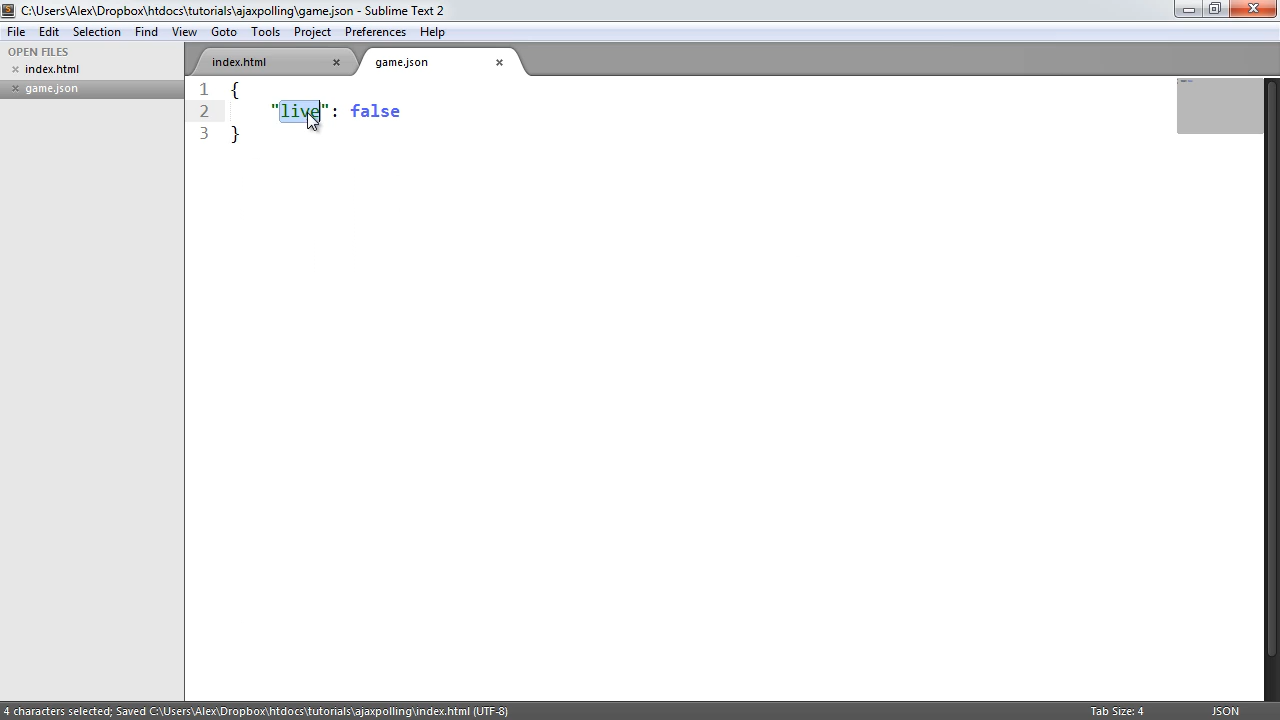 C:\Users\Alex\Dropbox\htdocs\tutorials\ajaxpolling\game.json - Sublime Text 2
File Edit Selection Find View Goto Tools Project Preferences Help
OPEN FILES
index.html
game.json
index.html
game.json
1 {
2 "live": false
3 }
4 characters selected; Saved C:\Users\Alex\Dropbox\htdocs\tutorials\ajaxpolling\index.html (UTF-8)
Tab Size: 4
JSON